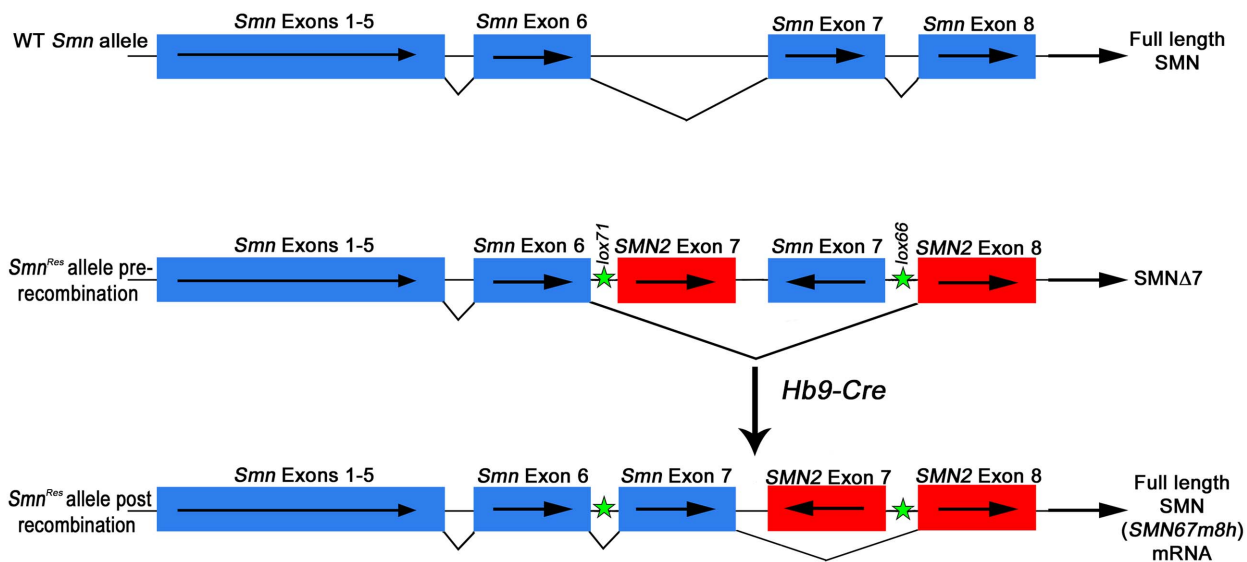 WT Smn allele
Smn Exons 1-5
Smn Exon 6
Smn Exon 7
Smn Exon 8
Full length
SMN
Smn^Res allele pre-
recombination
Smn Exons 1-5
Smn Exon 6
lox71
SMN2 Exon 7
Smn Exon 7
lox66
SMN2 Exon 8
SMNΔ7
Hb9-Cre
Smn^Res allele post
recombination
Smn Exons 1-5
Smn Exon 6
Smn Exon 7
SMN2 Exon 7
SMN2 Exon 8
Full length
SMN
(SMN67m8h)
mRNA